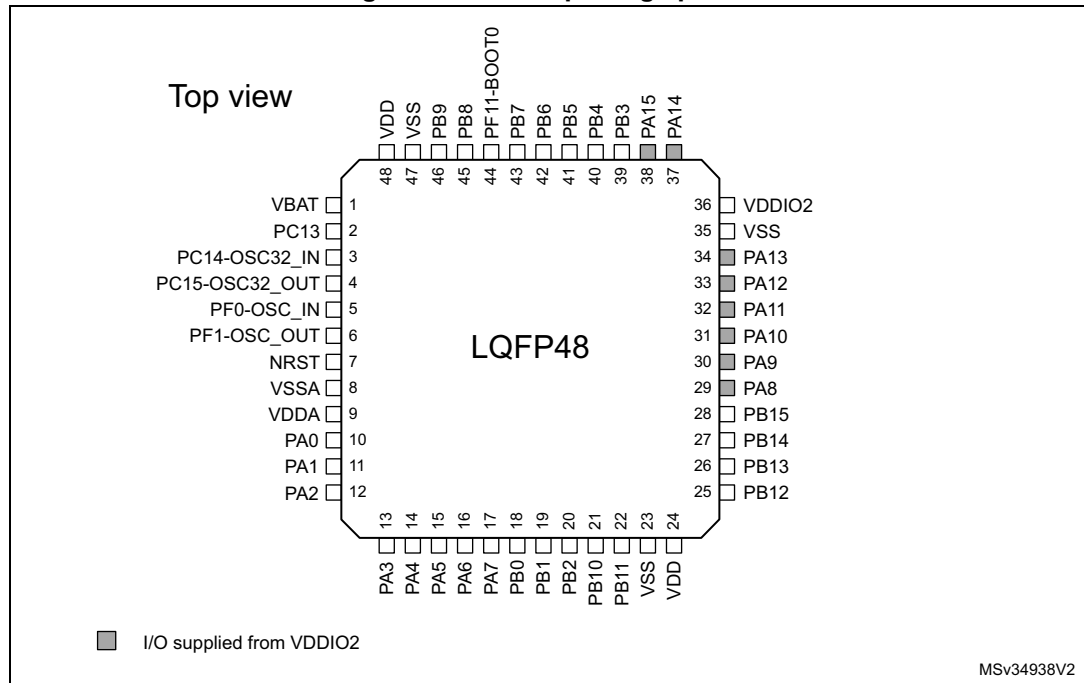 Top view
48 VDD
47 VSS
46 PB9
45 PB8
44 PF11-BOOT0
43 PB7
42 PB6
41 PB5
40 PB4
39 PB3
38 PA15
37 PA14
VBAT 1
PC13 2
PC14-OSC32_IN 3
PC15-OSC32_OUT 4
PF0-OSC_IN 5
PF1-OSC_OUT 6
NRST 7
VSSA 8
VDDA 9
PA0 10
PA1 11
PA2 12
LQFP48
36 VDDIO2
35 VSS
34 PA13
33 PA12
32 PA11
31 PA10
30 PA9
29 PA8
28 PB15
27 PB14
26 PB13
25 PB12
PA3 13
PA4 14
PA5 15
PA6 16
PA7 17
PB0 18
PB1 19
PB2 20
PB10 21
PB11 22
VSS 23
VDD 24
I/O supplied from VDDIO2
MSv34938V2